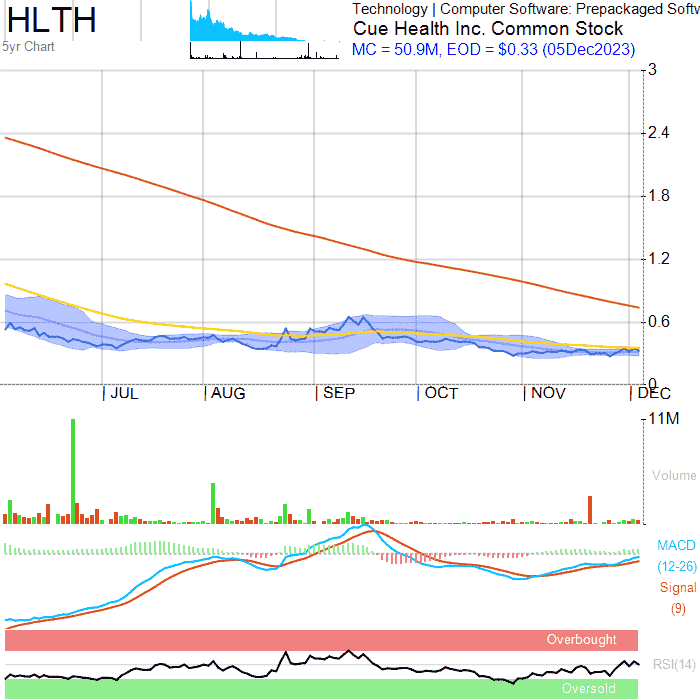 HLTH
5yr Chart
Technology | Computer Software: Prepackaged Softw
Cue Health Inc. Common Stock
MC = 50.9M, EOD = $0.33 (05Dec2023)
3
2.4
1.8
1.2
0.6
0
| JUL | AUG | SEP | OCT | NOV | DEC
11M
Volume
MACD
(12-26)
Signal
(9)
Overbought
RSI(14)
Oversold